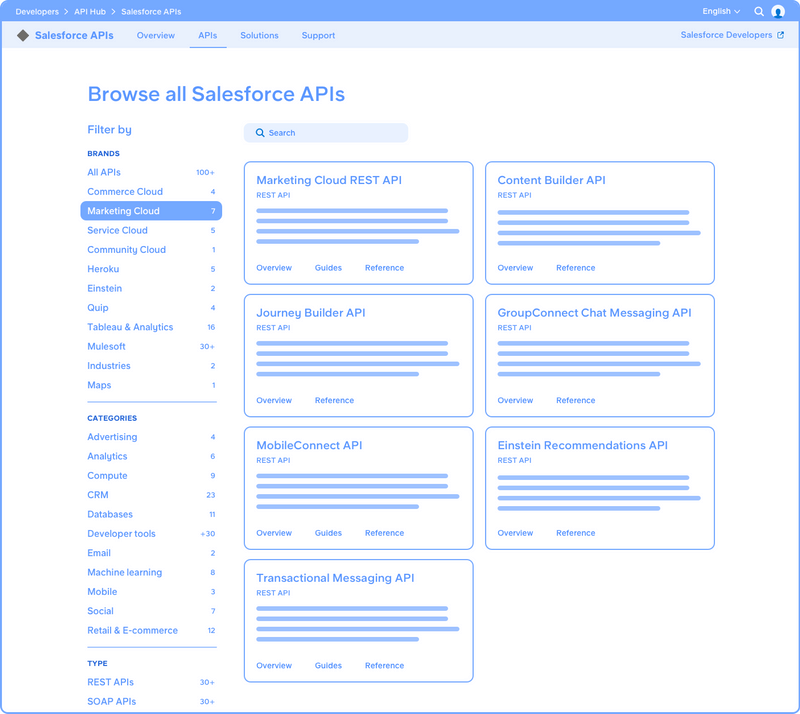 Developers > API Hub > Salesforce APIs English
Salesforce APIs Overview APIs Solutions Support Salesforce Developers
Browse all Salesforce APIs
Filter by
Search
BRANDS
All APIs 100+
Commerce Cloud 4
Marketing Cloud 7
Service Cloud 5
Community Cloud 1
Heroku 5
Einstein 2
Quip 4
Tableau & Analytics 16
Mulesoft 30+
Industries 2
Maps 1
CATEGORIES
Advertising 4
Analytics 6
Compute 9
CRM 23
Databases 11
Developer tools +30
Email 2
Machine learning 8
Mobile 3
Social 7
Retail & E-commerce 12
TYPE
REST APIs 30+
SOAP APIs 30+
Marketing Cloud REST API
REST API
Overview Guides Reference
Content Builder API
REST API
Overview Reference
Journey Builder API
REST API
Overview Reference
GroupConnect Chat Messaging API
REST API
Overview Reference
MobileConnect API
REST API
Overview Guides Reference
Einstein Recommendations API
REST API
Overview Reference
Transactional Messaging API
REST API
Overview Guides Reference